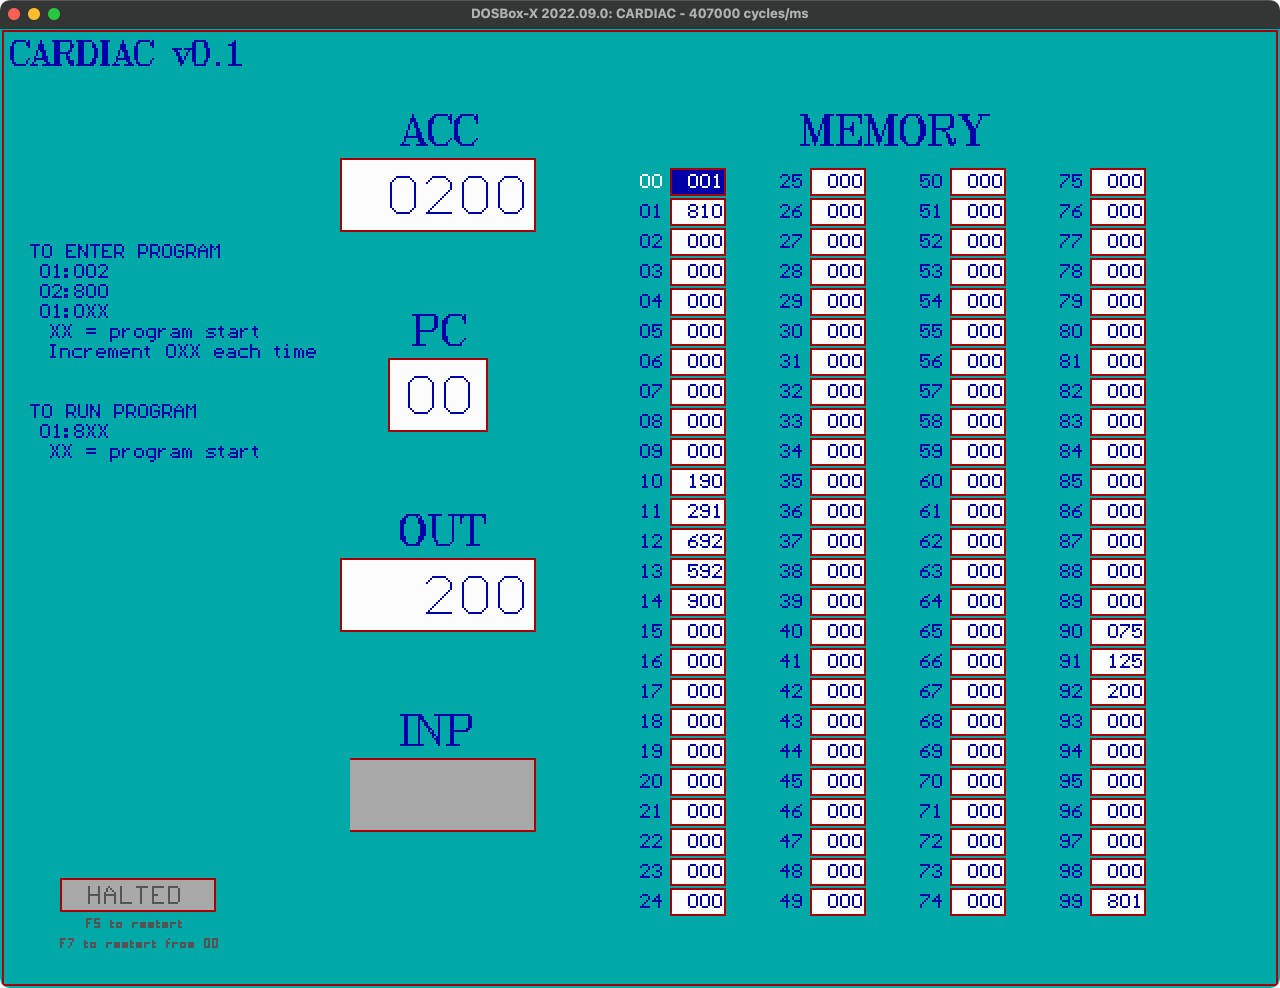 DOSBox-X 2022.09.0: CARDIAC - 407000 cycles/ms
CARDIAC v0.1
ACC
0200
TO ENTER PROGRAM
01:002
02:800
01:0XX
XX = program start
Increment 0XX each time
TO RUN PROGRAM
01:8XX
XX = program start
PC
00
OUT
200
INP
HALTED
F5 to restart
F7 to restart from 00
MEMORY
00 001 25 000 50 000 75 000
01 810 26 000 51 000 76 000
02 000 27 000 52 000 77 000
03 000 28 000 53 000 78 000
04 000 29 000 54 000 79 000
05 000 30 000 55 000 80 000
06 000 31 000 56 000 81 000
07 000 32 000 57 000 82 000
08 000 33 000 58 000 83 000
09 000 34 000 59 000 84 000
10 190 35 000 60 000 85 000
11 291 36 000 61 000 86 000
12 692 37 000 62 000 87 000
13 592 38 000 63 000 88 000
14 900 39 000 64 000 89 000
15 000 40 000 65 000 90 075
16 000 41 000 66 000 91 125
17 000 42 000 67 000 92 200
18 000 43 000 68 000 93 000
19 000 44 000 69 000 94 000
20 000 45 000 70 000 95 000
21 000 46 000 71 000 96 000
22 000 47 000 72 000 97 000
23 000 48 000 73 000 98 000
24 000 49 000 74 000 99 801